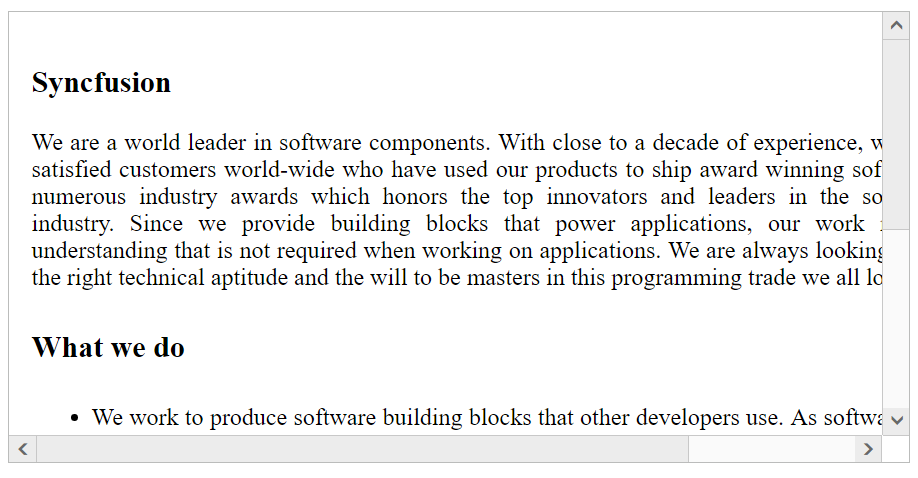 Syncfusion
We are a world leader in software components. With close to a decade of experience,
satisfied customers world-wide who have used our products to ship award winning
numerous industry awards which honors the top innovators and leaders in the
industry. Since we provide building blocks that power applications, our work
understanding that is not required when working on applications. We are always looking
the right technical aptitude and the will to be masters in this programming trade we all
What we do
• We work to produce software building blocks that other developers use. As